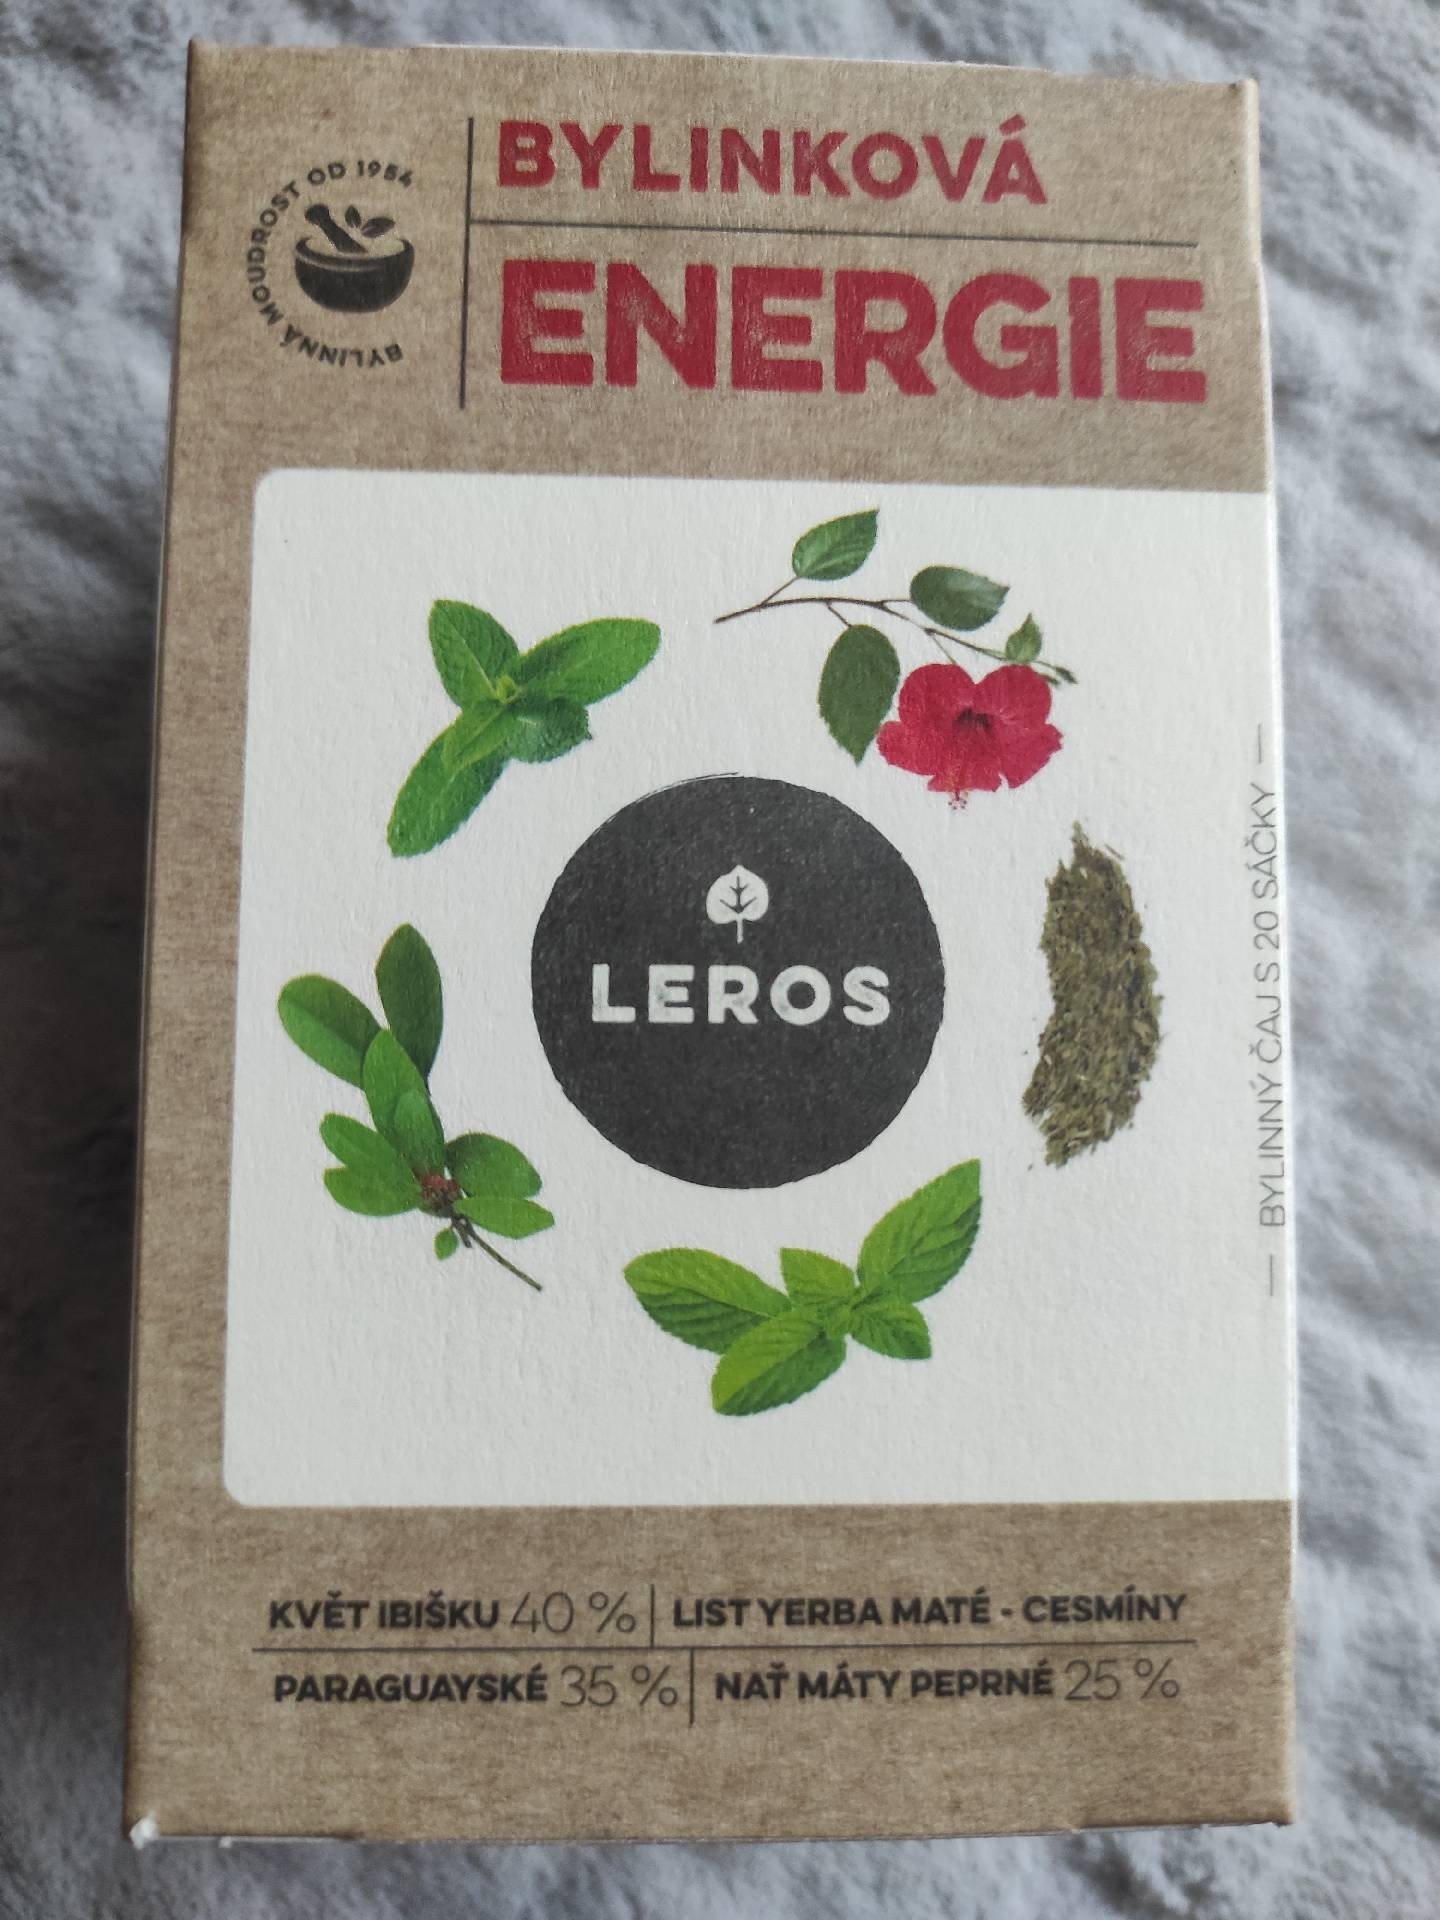 BYLINNÁ MOUDROST OD 1954
BYLINKOVÁ
ENERGIE
LEROS
BYLINNÝ ČAJ S 20 SÁČKY
KVĚT IBIŠKU 40 % LIST YERBA MATÉ - CESMÍNY
PARAGUAYSKÉ 35 % NAŤ MÁTY PEPRNÉ 25 %